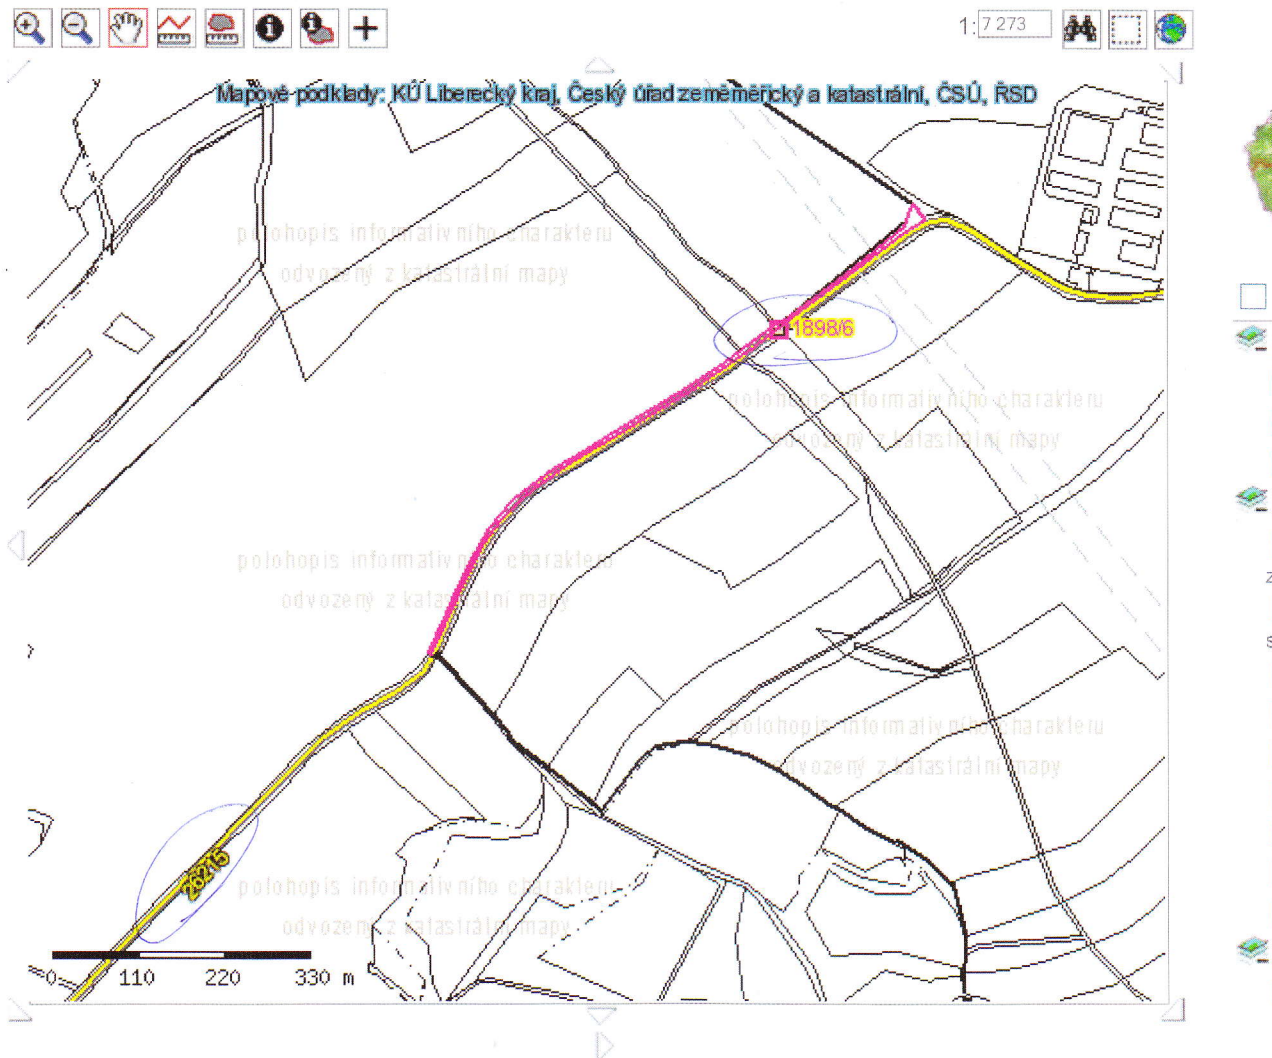 1: 7 273
Mapové podklady: KÚ Liberecký kraj, Český úřad zeměměřický a katastrální, ČSÚ, ŘSD
polohopis informativního charakteru
odvozený z katastrální mapy
1898/6
polohopis informativního charakteru
odvozený z katastrální mapy
polohopis informativního charakteru
odvozený z katastrální mapy
polohopis informativního charakteru
odvozený z katastrální mapy
26215
polohopis informativního charakteru
odvozený z katastrální mapy
0 110 220 330 m